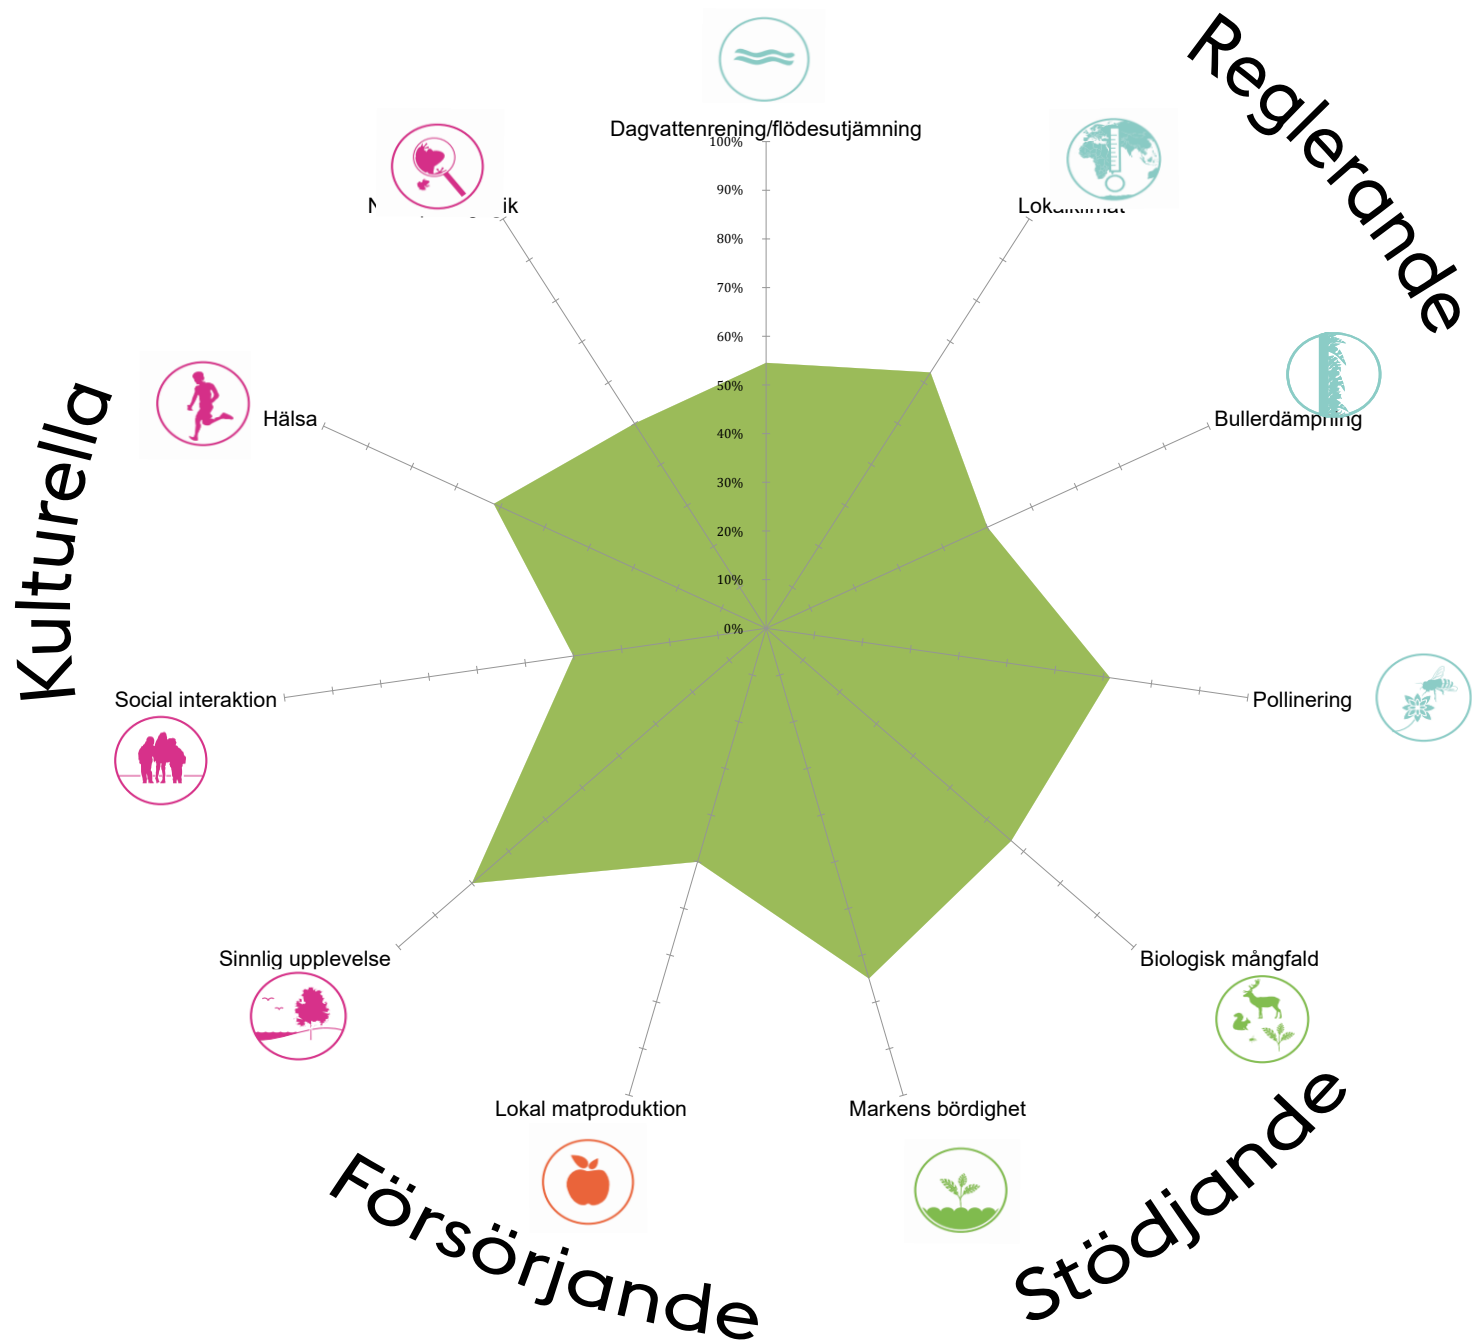 Reglerande
Dagvattenrening/flödesutjämning
Lokalklimat
Bullerdämpning
Pollinering
Biologisk mångfald
Stödjande
Markens bördighet
Lokal matproduktion
Försörjande
Sinnlig upplevelse
Social interaktion
Kulturella
Hälsa
100%
90%
80%
70%
60%
50%
40%
30%
20%
10%
0%